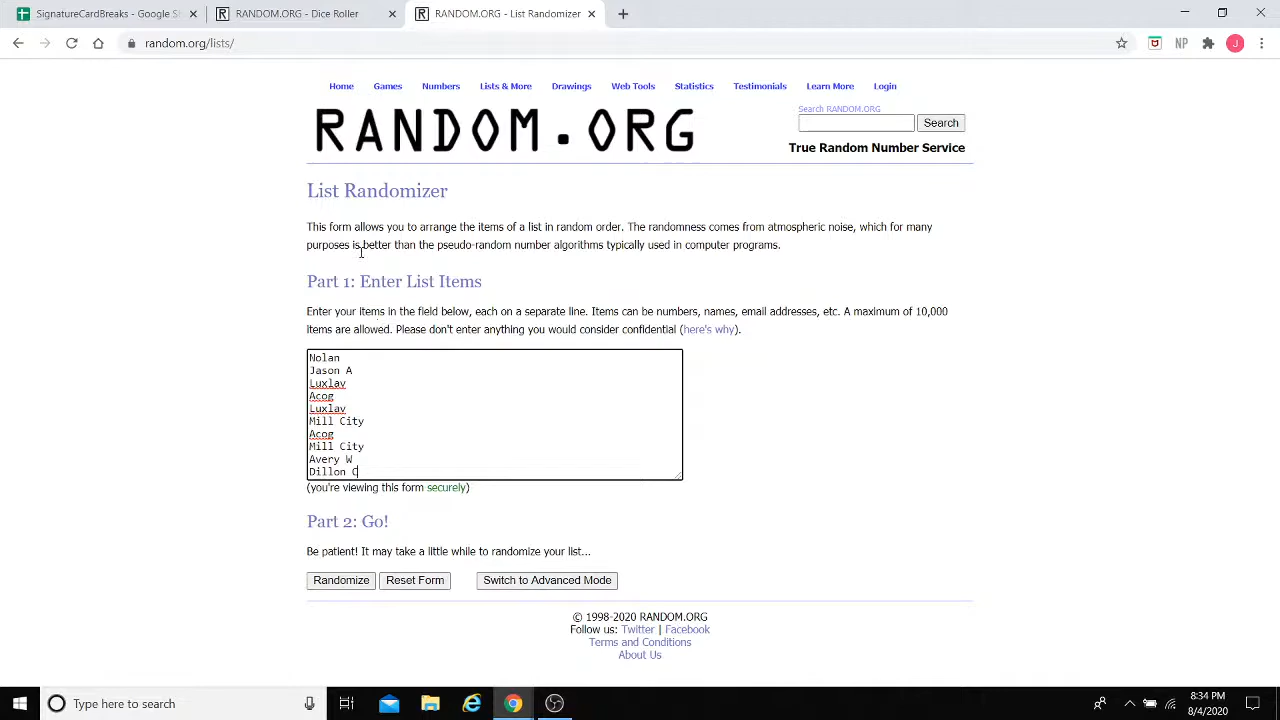 SignatureCardBreaks - Google S
RANDOM.ORG - Dice Roller
RANDOM.ORG - List Randomizer
random.org/lists/
NP
J
Home Games Numbers Lists & More Drawings Web Tools Statistics Testimonials Learn More Login
RANDOM.ORG
Search RANDOM.ORG
Search
True Random Number Service
List Randomizer
This form allows you to arrange the items of a list in random order. The randomness comes from atmospheric noise, which for many
purposes is better than the pseudo-random number algorithms typically used in computer programs.
Part 1: Enter List Items
Enter your items in the field below, each on a separate line. Items can be numbers, names, email addresses, etc. A maximum of 10,000
items are allowed. Please don't enter anything you would consider confidential (here's why).
Nolan
Jason A
Luxlav
Acog
Luxlav
Mill City
Acog
Mill City
Avery W
Dillon C
(you're viewing this form securely)
Part 2: Go!
Be patient! It may take a little while to randomize your list...
Randomize Reset Form Switch to Advanced Mode
© 1998-2020 RANDOM.ORG
Follow us: Twitter | Facebook
Terms and Conditions
About Us
Type here to search
8:34 PM
8/4/2020